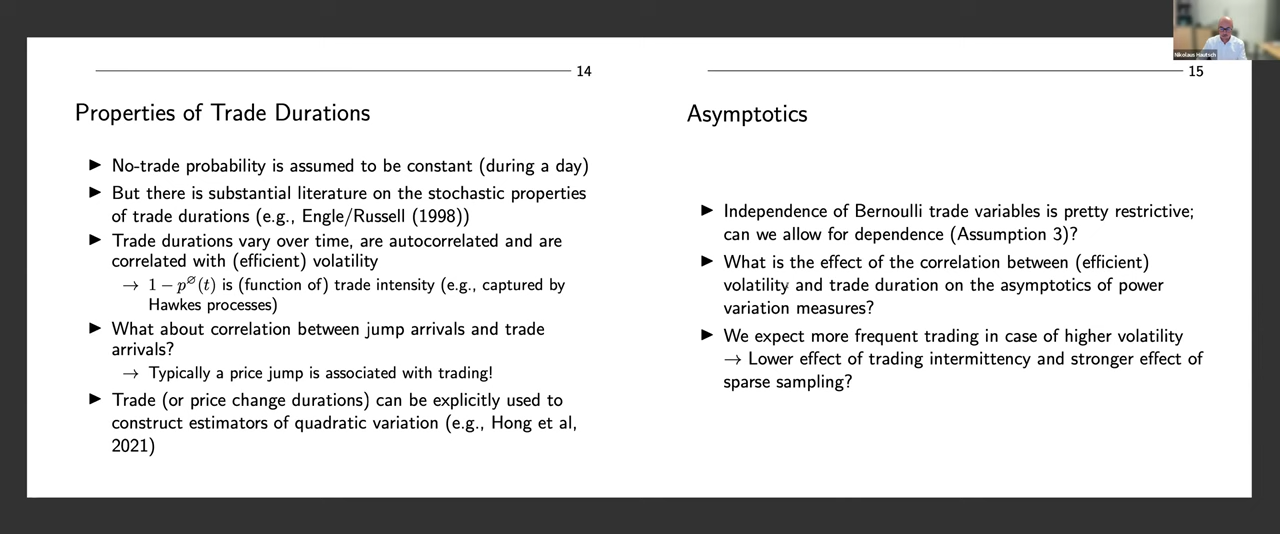 14
Properties of Trade Durations
▶ No-trade probability is assumed to be constant (during a day)
▶ But there is substantial literature on the stochastic properties
of trade durations (e.g., Engle/Russell (1998))
▶ Trade durations vary over time, are autocorrelated and are
correlated with (efficient) volatility
→ 1 − p^∅(t) is (function of) trade intensity (e.g., captured by
Hawkes processes)
▶ What about correlation between jump arrivals and trade
arrivals?
→ Typically a price jump is associated with trading!
▶ Trade (or price change durations) can be explicitly used to
construct estimators of quadratic variation (e.g., Hong et al,
2021)
15
Asymptotics
▶ Independence of Bernoulli trade variables is pretty restrictive;
can we allow for dependence (Assumption 3)?
▶ What is the effect of the correlation between (efficient)
volatility and trade duration on the asymptotics of power
variation measures?
▶ We expect more frequent trading in case of higher volatility
→ Lower effect of trading intermittency and stronger effect of
sparse sampling?
Nikolaus Hautsch